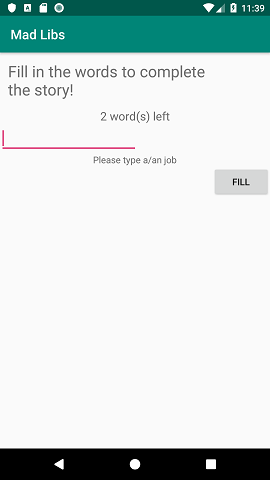 11:39
Mad Libs
Fill in the words to complete
the story!
2 word(s) left
Please type a/an job
FILL